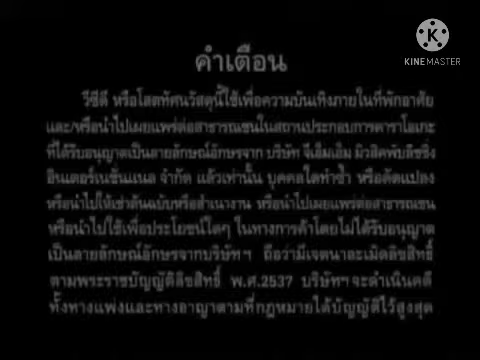 KINEMASTER
คำเตือน
วีซีดี หรือโสตทัศนวัสดุนี้ใช้เพื่อความบันเทิงภายในที่พักอาศัย
และ/หรือนำไปเผยแพร่ต่อสาธารณชนในสถานประกอบการคาราโอเกะ
ที่ได้รับอนุญาตเป็นลายลักษณ์อักษรจาก บริษัท จีเอ็มเอ็ม มิวสิคพับลิชชิ่ง
อินเตอร์เนชั่นแนล จำกัด แล้วเท่านั้น บุคคลใดทำซ้ำ หรือดัดแปลง
หรือนำไปให้เช่าต้นฉบับหรือสำเนางาน หรือนำไปเผยแพร่ต่อสาธารณชน
หรือนำไปใช้เพื่อประโยชน์ใดๆ ในทางการค้าโดยไม่ได้รับอนุญาต
เป็นลายลักษณ์อักษรจากบริษัทฯ ถือว่ามีเจตนาละเมิดลิขสิทธิ์
ตามพระราชบัญญัติลิขสิทธิ์ พ.ศ.2537 บริษัทฯจะดำเนินคดี
ทั้งทางแพ่งและทางอาญาตามที่กฎหมายได้บัญญัติไว้สูงสุด